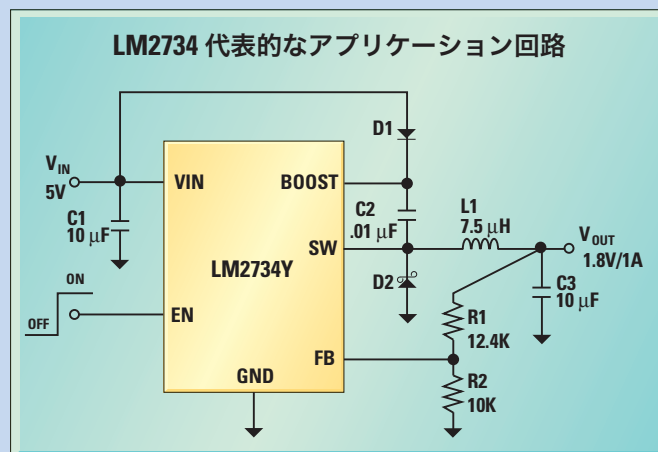 LM2734 代表的なアプリケーション回路
D1
VIN
5V
VIN
BOOST
C1
10 μF
C2
.01 μF
L1
7.5 μH
VOUT
1.8V/1A
SW
LM2734Y
D2
C3
10 μF
ON
OFF
EN
R1
12.4K
FB
GND
R2
10K